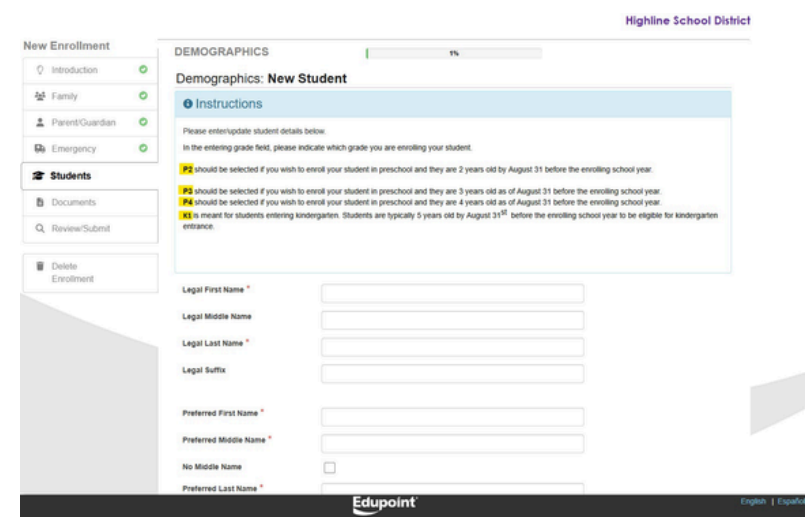 Highline School District
New Enrollment
Introduction
Family
Parent/Guardian
Emergency
Students
Documents
Review/Submit
Delete
Enrollment
DEMOGRAPHICS
1%
Demographics: New Student
Instructions
Please enter/update student details below.
In the entering grade field, please indicate which grade you are enrolling your student.
P2 should be selected if you wish to enroll your student in preschool and they are 2 years old by August 31 before the enrolling school year.
P3 should be selected if you wish to enroll your student in preschool and they are 3 years old as of August 31 before the enrolling school year.
P4 should be selected if you wish to enroll your student in preschool and they are 4 years old as of August 31 before the enrolling school year.
K1 is meant for students entering kindergarten. Students are typically 5 years old by August 31st before the enrolling school year to be eligible for kindergarten
entrance.
Legal First Name *
Legal Middle Name
Legal Last Name *
Legal Suffix
Preferred First Name *
Preferred Middle Name *
No Middle Name
Preferred Last Name *
Edupoint
English | Español